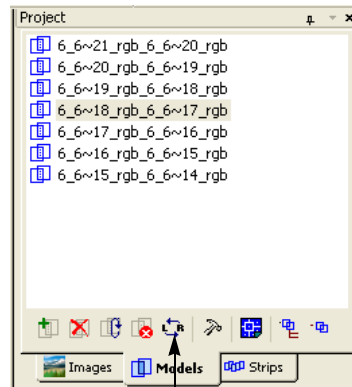 Project
6_6~21_rgb_6_6~20_rgb
6_6~20_rgb_6_6~19_rgb
6_6~19_rgb_6_6~18_rgb
6_6~18_rgb_6_6~17_rgb
6_6~17_rgb_6_6~16_rgb
6_6~16_rgb_6_6~15_rgb
6_6~15_rgb_6_6~14_rgb
L R
Images Models Strips